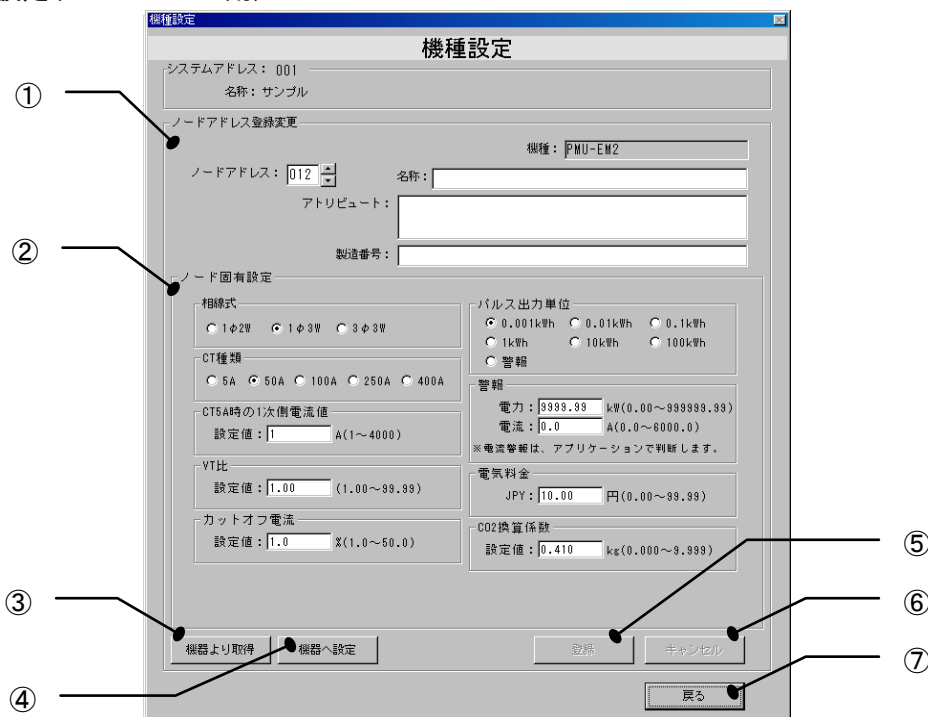 機種設定
機種設定
システムアドレス: 001
名称: サンプル
①
ノードアドレス登録変更
機種: PMU-EM2
ノードアドレス: 012
名称:
アトリビュート:
②
製造番号:
ノード固有設定
相線式
1φ2W 1φ3W 3φ3W
CT種類
5A 50A 100A 250A 400A
CT5A時の1次側電流値
設定値: 1 A(1~4000)
VT比
設定値: 1.00 (1.00~99.99)
カットオフ電流
設定値: 1.0 %(1.0~50.0)
パルス出力単位
0.001kWh 0.01kWh 0.1kWh
1kWh 10kWh 100kWh
警報
警報
電力: 9999.99 kW(0.00~999999.99)
電流: 0.0 A(0.0~6000.0)
※電流警報は、アプリケーションで判断します。
電気料金
JPY: 10.00 円(0.00~99.99)
CO2換算係数
設定値: 0.410 kg(0.000~9.999)
⑤
③
⑥
機器より取得 機器へ設定 登録 キャンセル
⑦
④
戻る